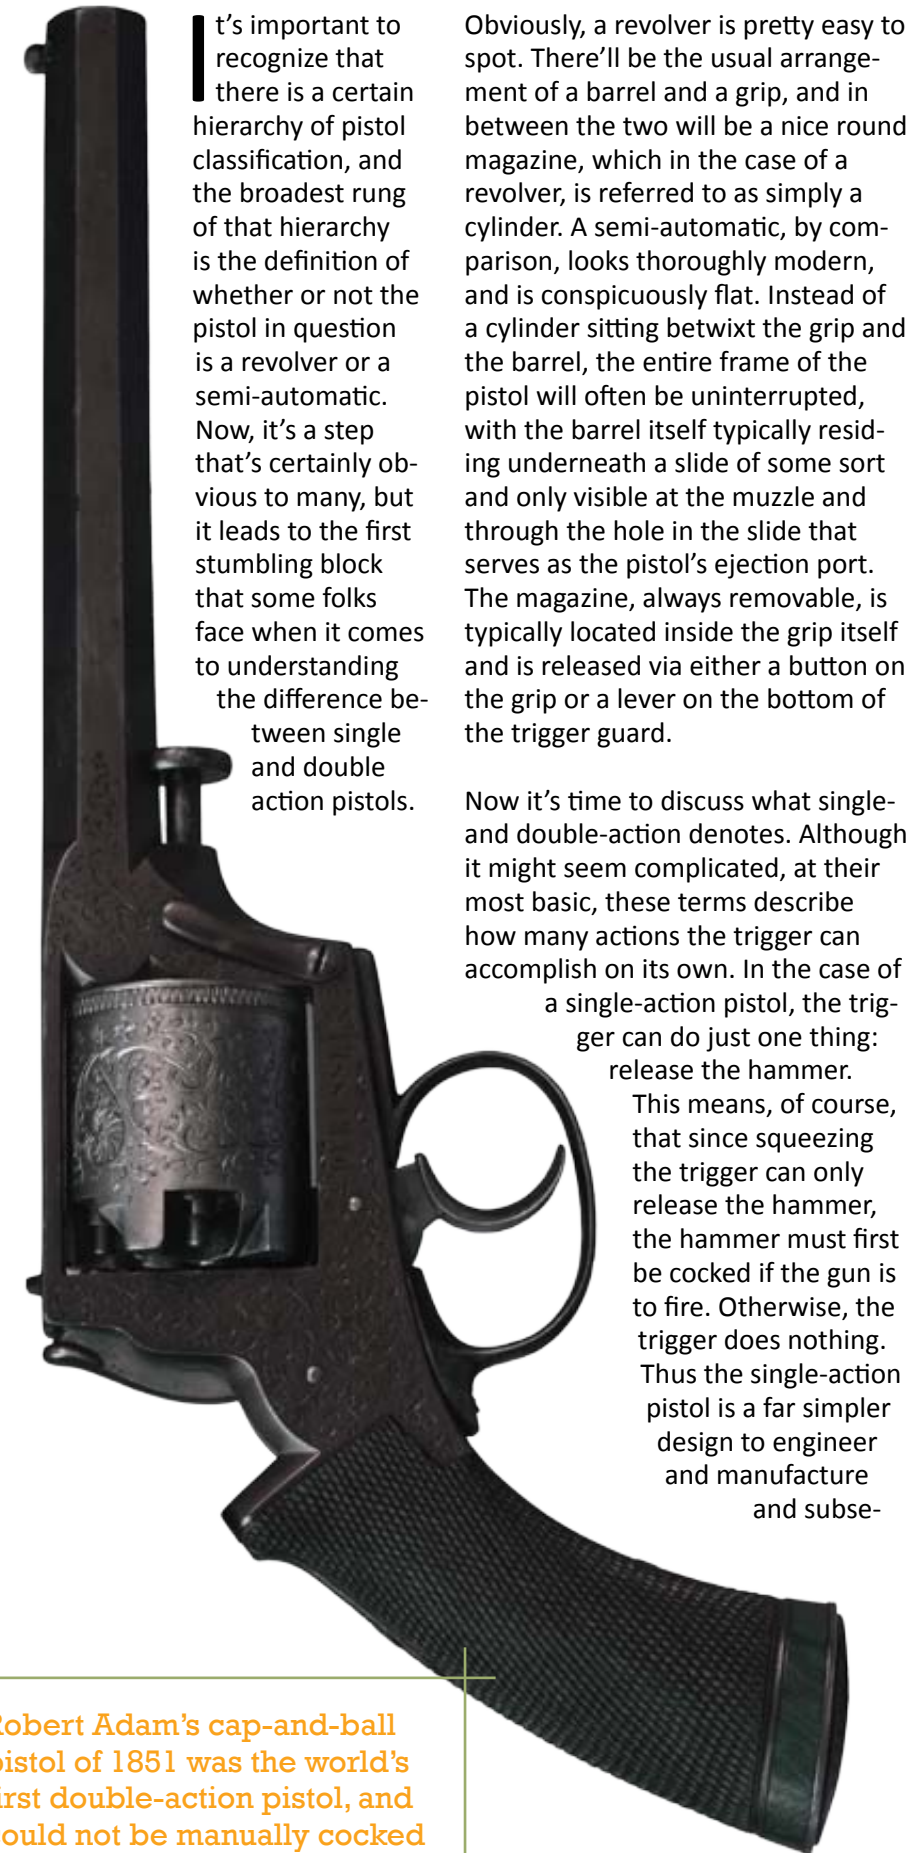 It’s important to
recognize that
there is a certain
hierarchy of pistol
classification, and
the broadest rung
of that hierarchy
is the definition of
whether or not the
pistol in question
is a revolver or a
semi-automatic.
Now, it’s a step
that’s certainly ob-
vious to many, but
it leads to the first
stumbling block
that some folks
face when it comes
to understanding
the difference be-
tween single
and double
action pistols.
Obviously, a revolver is pretty easy to
spot. There’ll be the usual arrange-
ment of a barrel and a grip, and in
between the two will be a nice round
magazine, which in the case of a
revolver, is referred to as simply a
cylinder. A semi-automatic, by com-
parison, looks thoroughly modern,
and is conspicuously flat. Instead of
a cylinder sitting betwixt the grip and
the barrel, the entire frame of the
pistol will often be uninterrupted,
with the barrel itself typically resid-
ing underneath a slide of some sort
and only visible at the muzzle and
through the hole in the slide that
serves as the pistol’s ejection port.
The magazine, always removable, is
typically located inside the grip itself
and is released via either a button on
the grip or a lever on the bottom of
the trigger guard.
Now it’s time to discuss what single-
and double-action denotes. Although
it might seem complicated, at their
most basic, these terms describe
how many actions the trigger can
accomplish on its own. In the case of
a single-action pistol, the trig-
ger can do just one thing:
release the hammer.
This means, of course,
that since squeezing
the trigger can only
release the hammer,
the hammer must first
be cocked if the gun is
to fire. Otherwise, the
trigger does nothing.
Thus the single-action
pistol is a far simpler
design to engineer
and manufacture
and subse-
Robert Adam’s cap-and-ball
pistol of 1851 was the world’s
first double-action pistol, and
could not be manually cocked